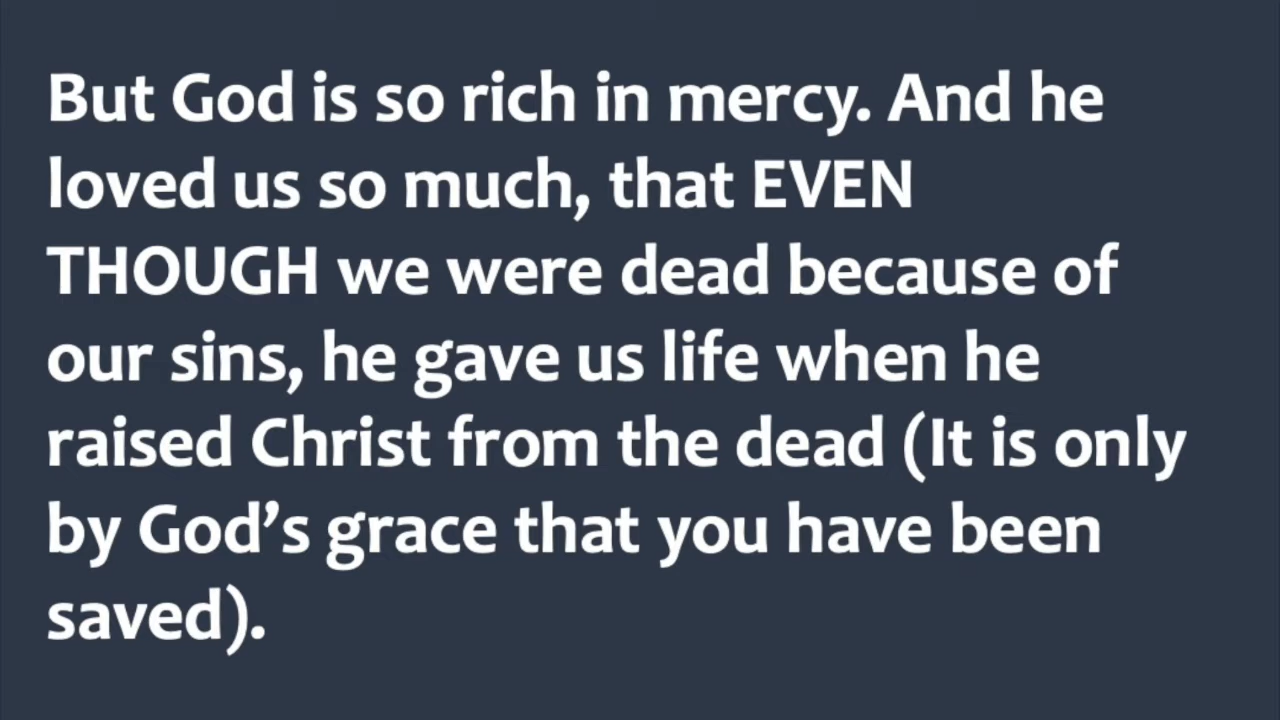 But God is so rich in mercy. And he
loved us so much, that EVEN
THOUGH we were dead because of
our sins, he gave us life when he
raised Christ from the dead (It is only
by God’s grace that you have been
saved).